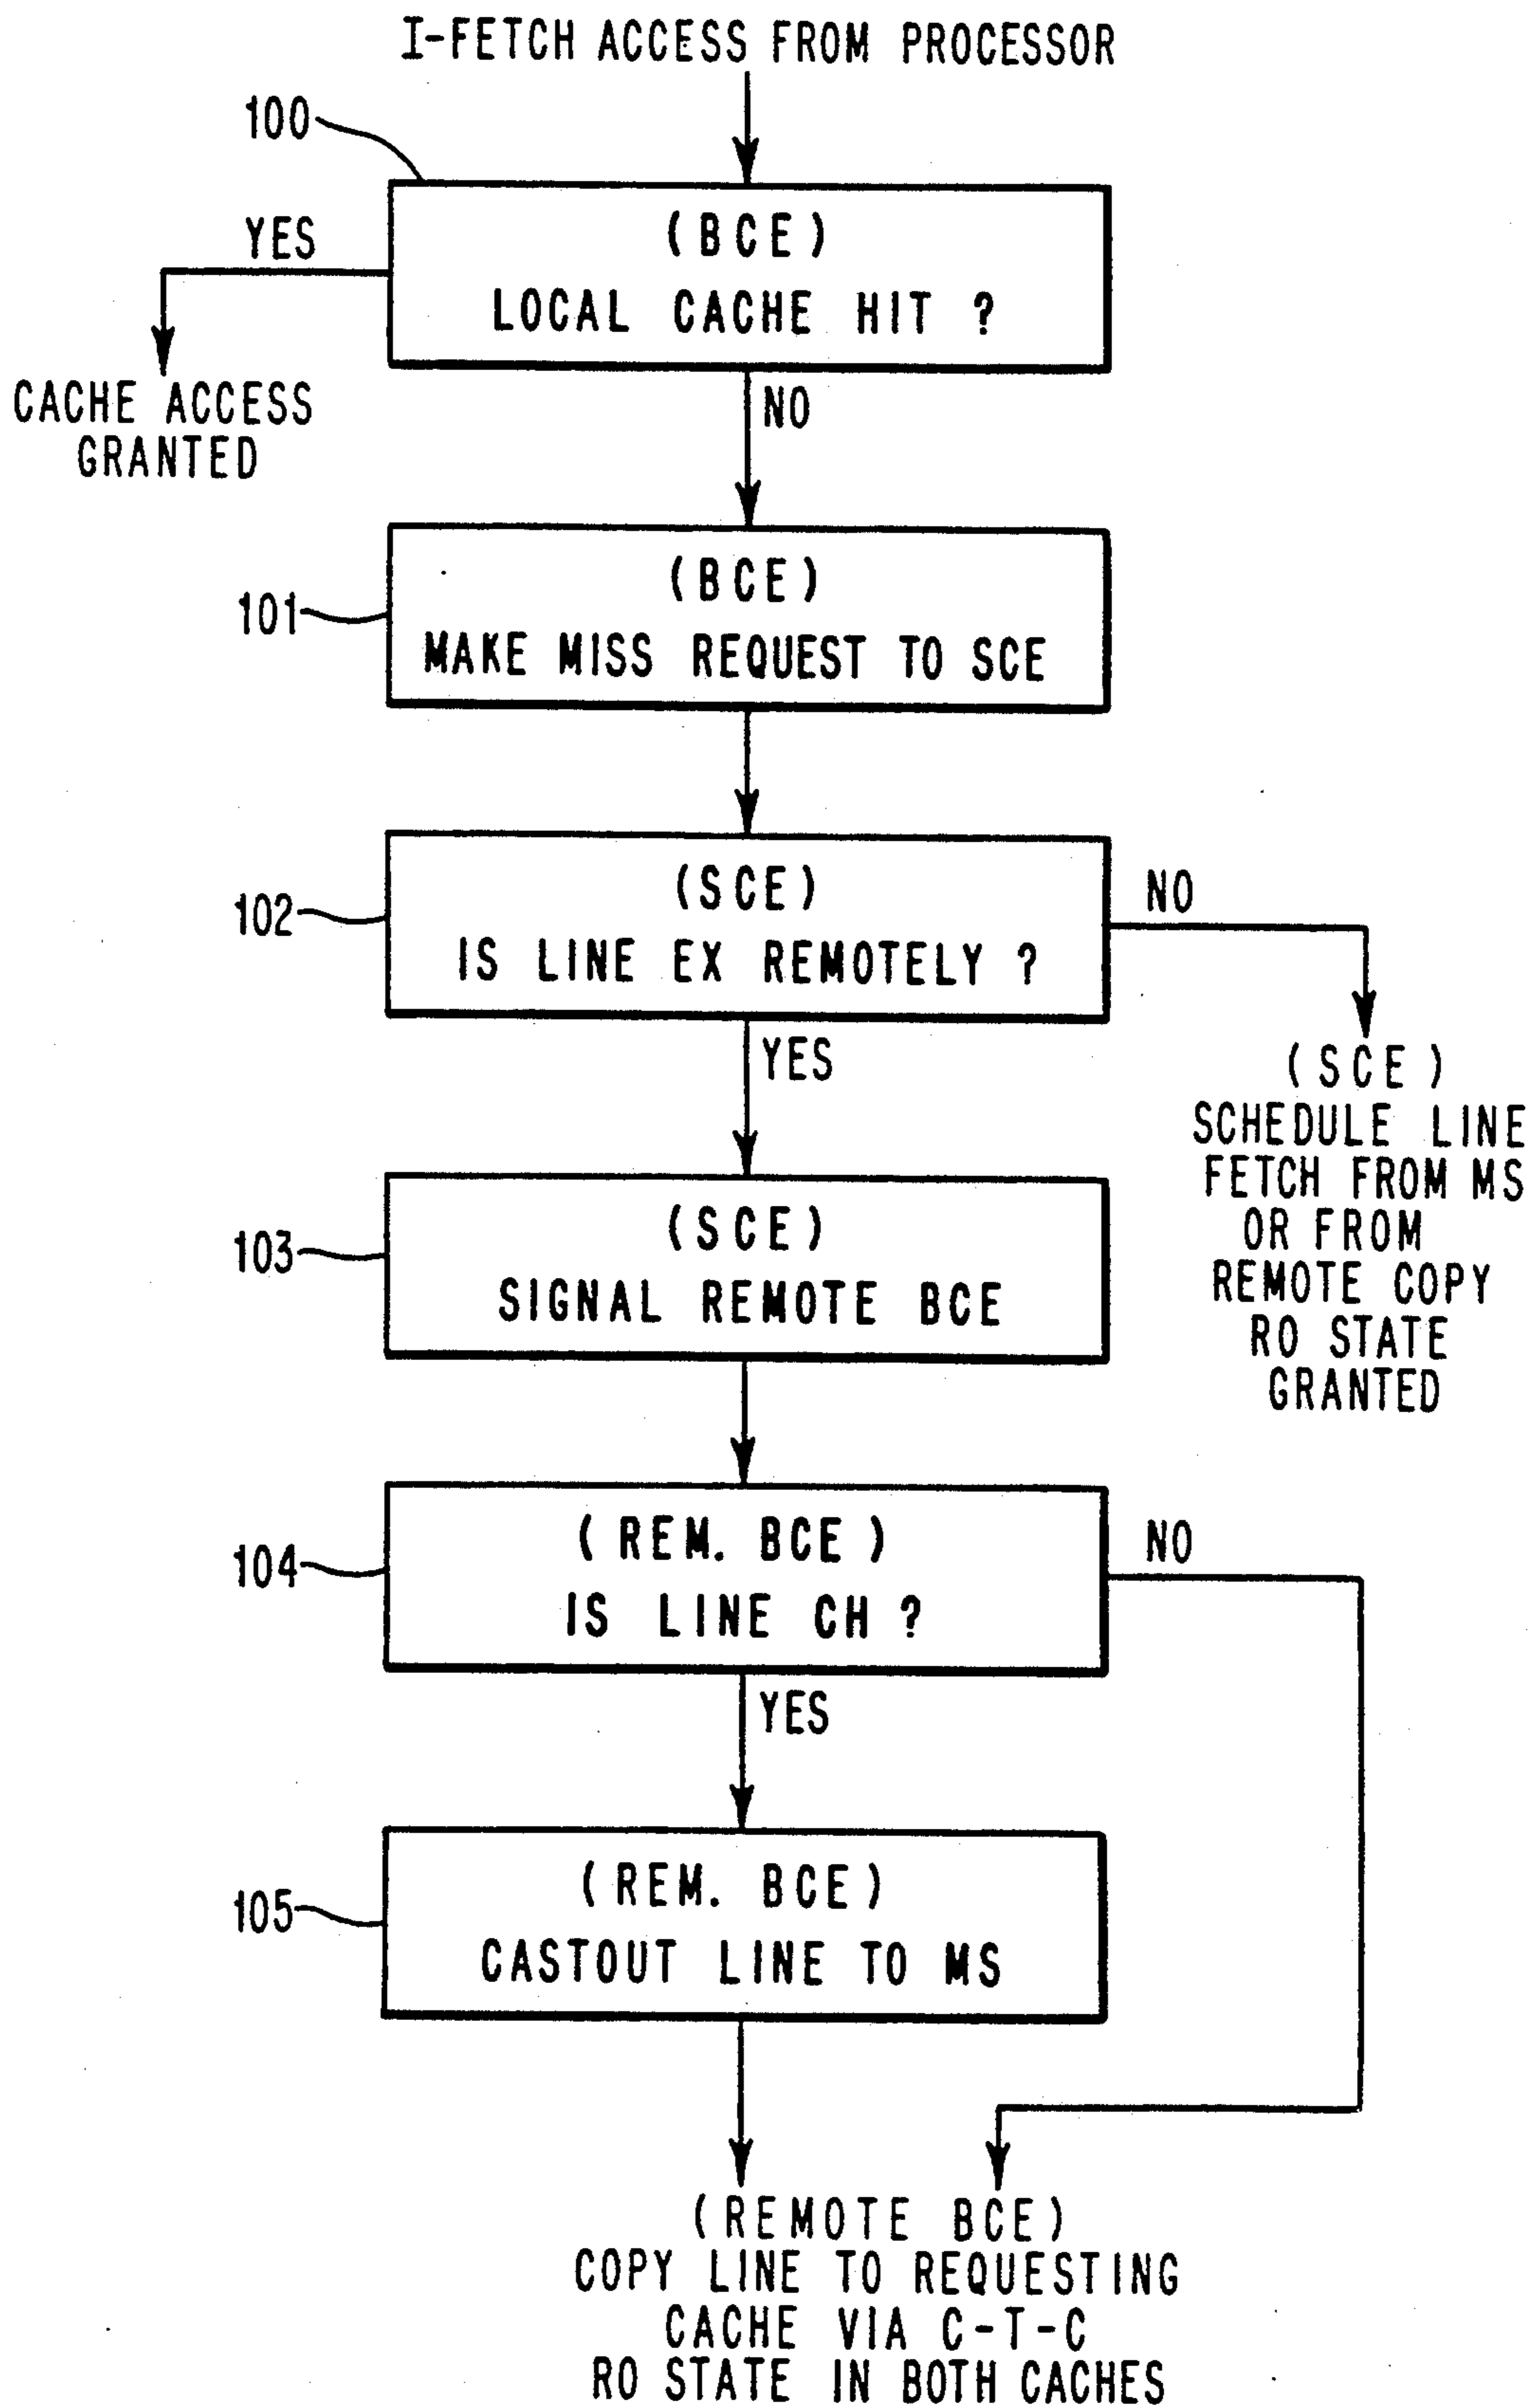 I-FETCH ACCESS FROM PROCESSOR
100
(BCE)
LOCAL CACHE HIT ?
YES
CACHE ACCESS
GRANTED
NO
101
(BCE)
MAKE MISS REQUEST TO SCE
102
(SCE)
IS LINE EX REMOTELY ?
NO
(SCE)
SCHEDULE LINE
FETCH FROM MS
OR FROM
REMOTE COPY
RO STATE
GRANTED
YES
103
(SCE)
SIGNAL REMOTE BCE
104
(REM. BCE)
IS LINE CH ?
NO
YES
105
(REM. BCE)
CASTOUT LINE TO MS
(REMOTE BCE)
COPY LINE TO REQUESTING
CACHE VIA C-T-C
RO STATE IN BOTH CACHES